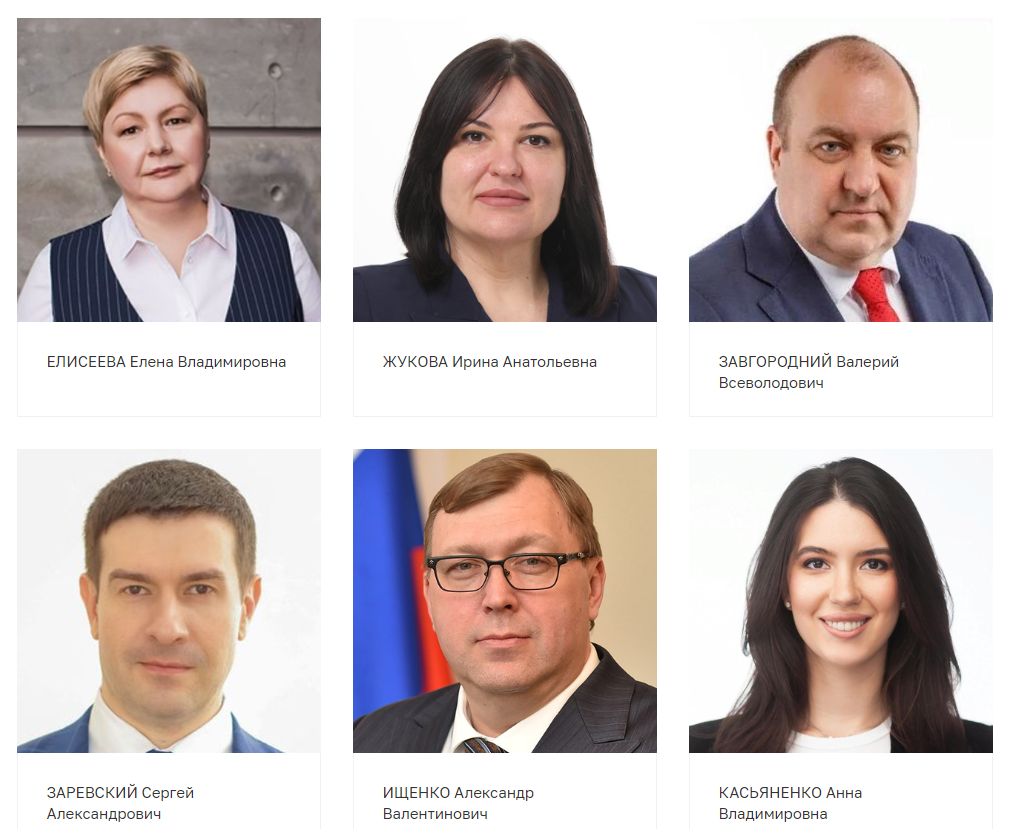 ЕЛИСЕЕВА Елена Владимировна
ЖУКОВА Ирина Анатольевна
ЗАВГОРОДНИЙ Валерий
Всеволодович
ЗАРЕВСКИЙ Сергей
Александрович
ИЩЕНКО Александр
Валентинович
КАСЬЯНЕНКО Анна
Владимировна